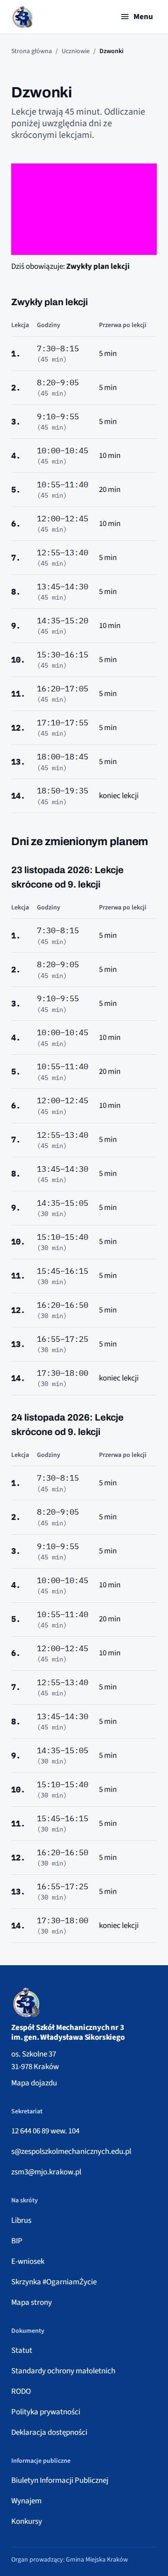 Menu
Strona główna / Uczniowie / Dzwonki
Dzwonki
Lekcje trwają 45 minut. Odliczanie
poniżej uwzględnia dni ze
skróconymi lekcjami.
Dziś obowiązuje: Zwykły plan lekcji
Zwykły plan lekcji
Lekcja Godziny Przerwa po lekcji
1. 7:30–8:15 5 min
(45 min)
2. 8:20–9:05 5 min
(45 min)
3. 9:10–9:55 5 min
(45 min)
4. 10:00–10:45 10 min
(45 min)
5. 10:55–11:40 20 min
(45 min)
6. 12:00–12:45 10 min
(45 min)
7. 12:55–13:40 5 min
(45 min)
8. 13:45–14:30 5 min
(45 min)
9. 14:35–15:20 10 min
(45 min)
10. 15:30–16:15 5 min
(45 min)
11. 16:20–17:05 5 min
(45 min)
12. 17:10–17:55 5 min
(45 min)
13. 18:00–18:45 5 min
(45 min)
14. 18:50–19:35 koniec lekcji
(45 min)
Dni ze zmienionym planem
23 listopada 2026: Lekcje
skrócone od 9. lekcji
Lekcja Godziny Przerwa po lekcji
1. 7:30–8:15 5 min
(45 min)
2. 8:20–9:05 5 min
(45 min)
3. 9:10–9:55 5 min
(45 min)
4. 10:00–10:45 10 min
(45 min)
5. 10:55–11:40 20 min
(45 min)
6. 12:00–12:45 10 min
(45 min)
7. 12:55–13:40 5 min
(45 min)
8. 13:45–14:30 5 min
(45 min)
9. 14:35–15:05 5 min
(30 min)
10. 15:10–15:40 5 min
(30 min)
11. 15:45–16:15 5 min
(30 min)
12. 16:20–16:50 5 min
(30 min)
13. 16:55–17:25 5 min
(30 min)
14. 17:30–18:00 koniec lekcji
(30 min)
24 listopada 2026: Lekcje
skrócone od 9. lekcji
Lekcja Godziny Przerwa po lekcji
1. 7:30–8:15 5 min
(45 min)
2. 8:20–9:05 5 min
(45 min)
3. 9:10–9:55 5 min
(45 min)
4. 10:00–10:45 10 min
(45 min)
5. 10:55–11:40 20 min
(45 min)
6. 12:00–12:45 10 min
(45 min)
7. 12:55–13:40 5 min
(45 min)
8. 13:45–14:30 5 min
(45 min)
9. 14:35–15:05 5 min
(30 min)
10. 15:10–15:40 5 min
(30 min)
11. 15:45–16:15 5 min
(30 min)
12. 16:20–16:50 5 min
(30 min)
13. 16:55–17:25 5 min
(30 min)
14. 17:30–18:00 koniec lekcji
(30 min)
Zespół Szkół Mechanicznych nr 3
im. gen. Władysława Sikorskiego
os. Szkolne 37
31-978 Kraków
Mapa dojazdu
Sekretariat
12 644 06 89 wew. 104
s@zespolszkolmechanicznych.edu.pl
zsm3@mjo.krakow.pl
Na skróty
Librus
BIP
E-wniosek
Skrzynka #OgarniamŻycie
Mapa strony
Dokumenty
Statut
Standardy ochrony małoletnich
RODO
Polityka prywatności
Deklaracja dostępności
Informacje publiczne
Biuletyn Informacji Publicznej
Wynajem
Konkursy
Organ prowadzący: Gmina Miejska Kraków